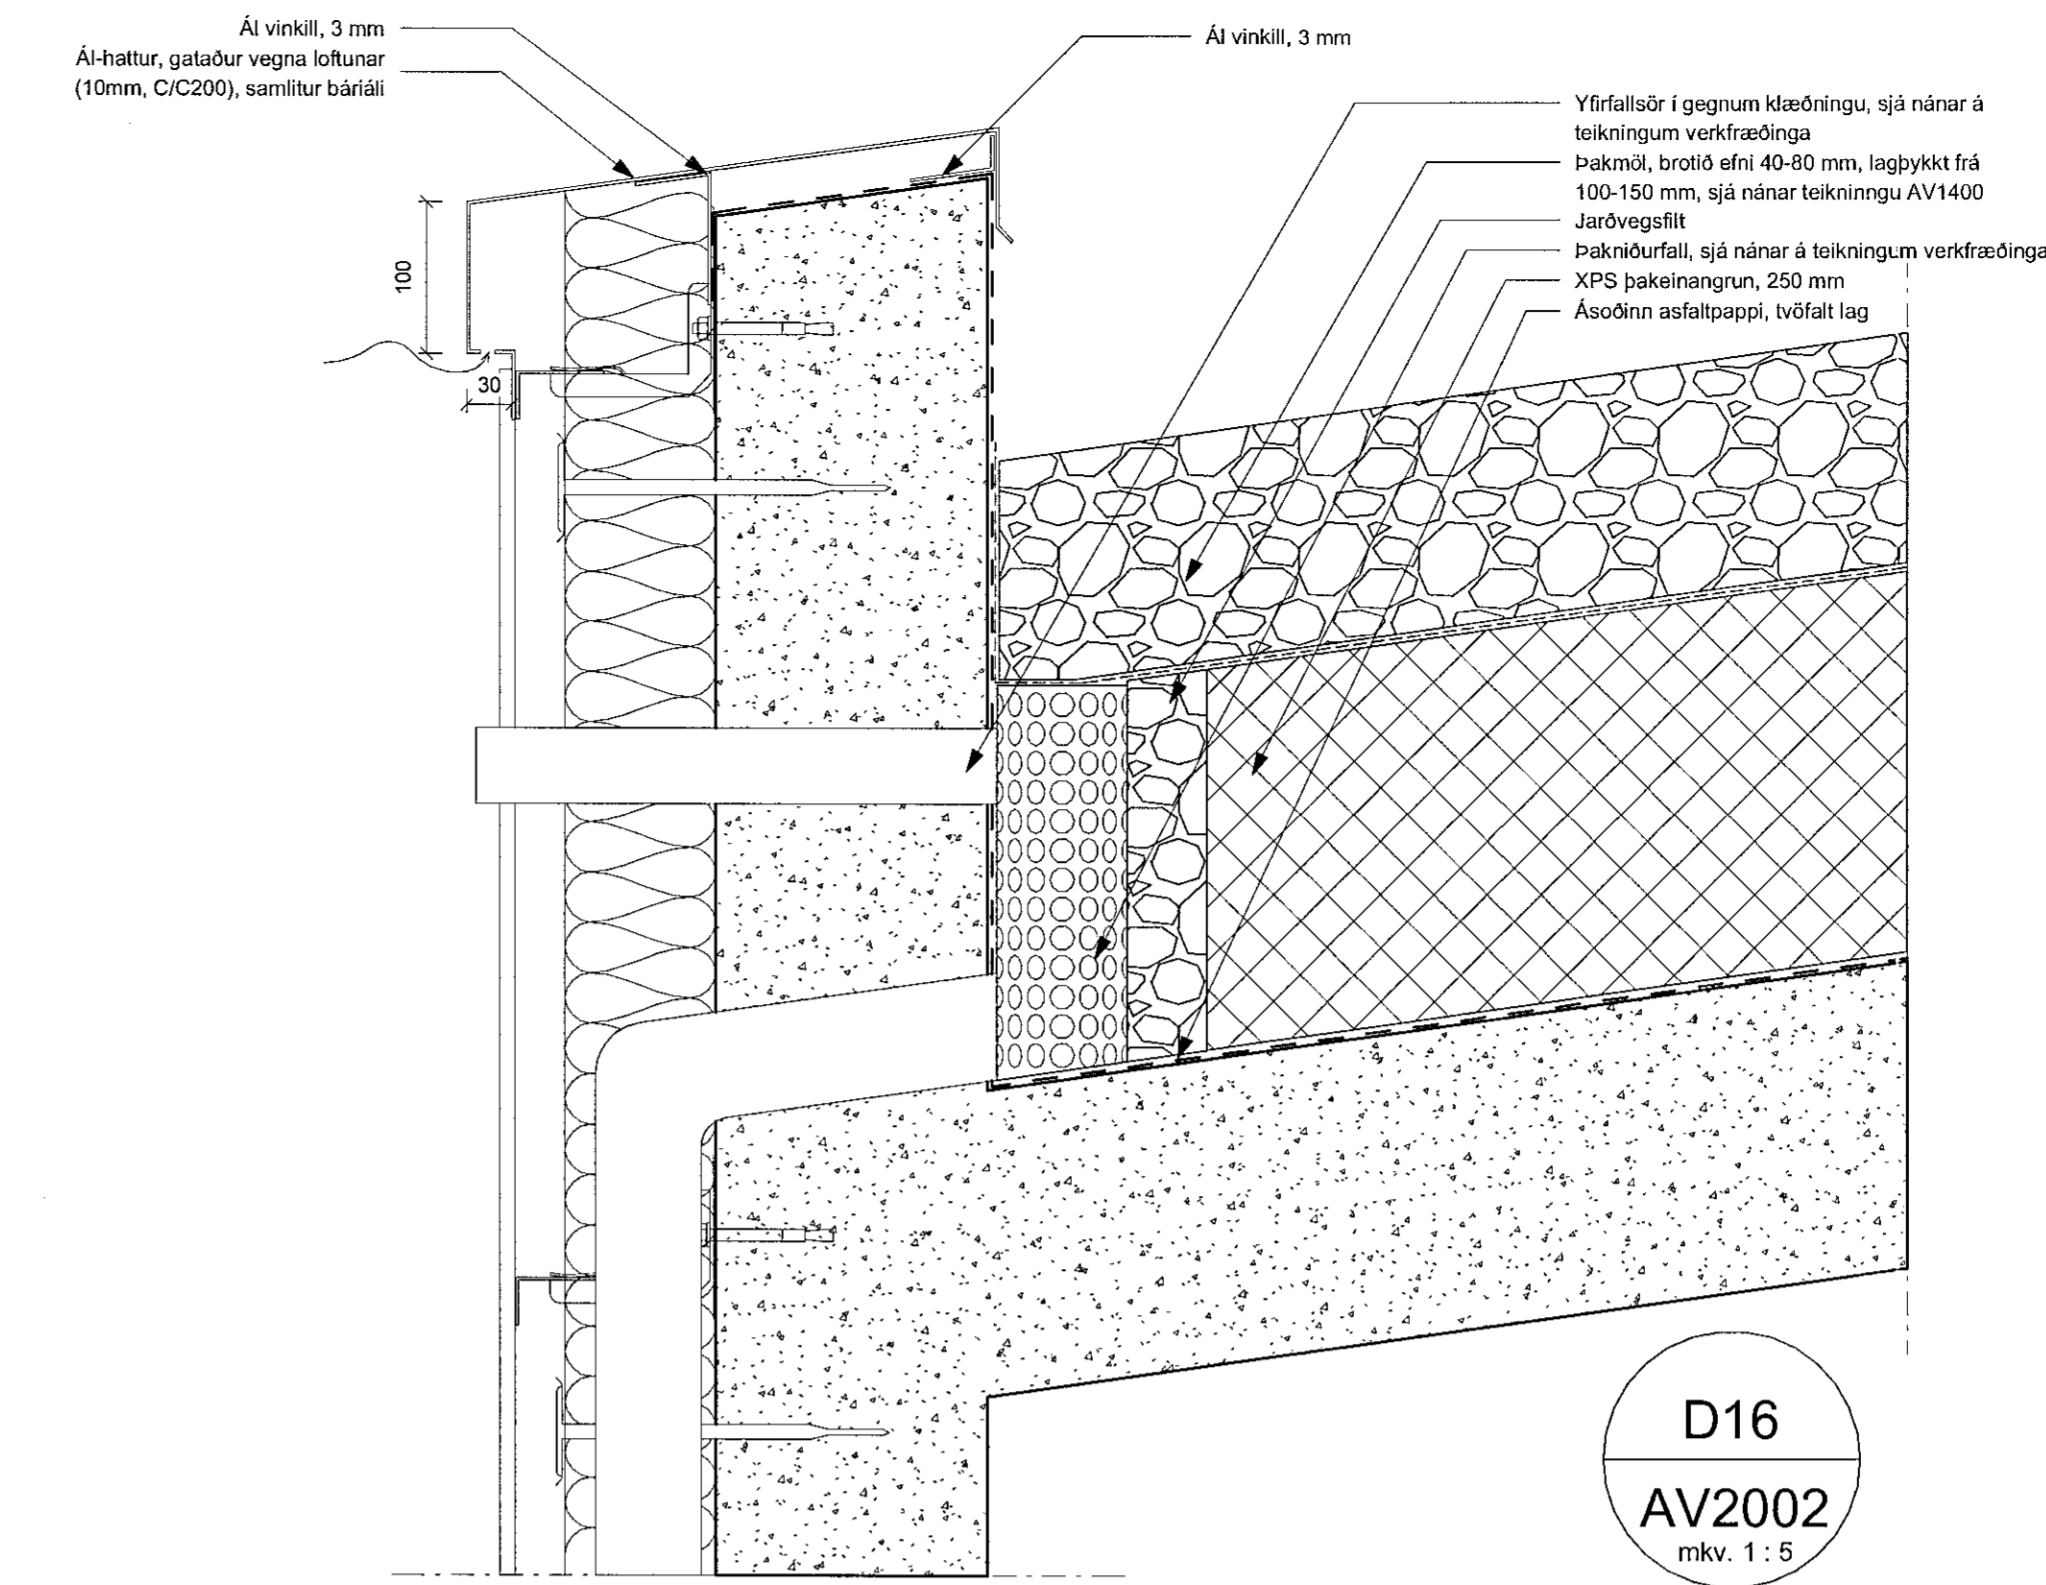 Ál vinkill, 3 mm
Ál-hattur, gataður vegna loftunar
(10mm, C/C200), samlitur báriáli
Ál vinkill, 3 mm
Yfirfallsör í gegnum klæðningu, sjá nánar á
teikningum verkfræðinga
Þakmöl, brotið efni 40-80 mm, lagþykkt frá
100-150 mm, sjá nánar teikninngu AV1400
Jarðvegsfilt
Þakniðurfall, sjá nánar á teikningum verkfræðinga
XPS þakeinangrun, 250 mm
Ásoðinn asfaltpappi, tvöfalt lag
100
30
D16
AV2002
mkv. 1 : 5